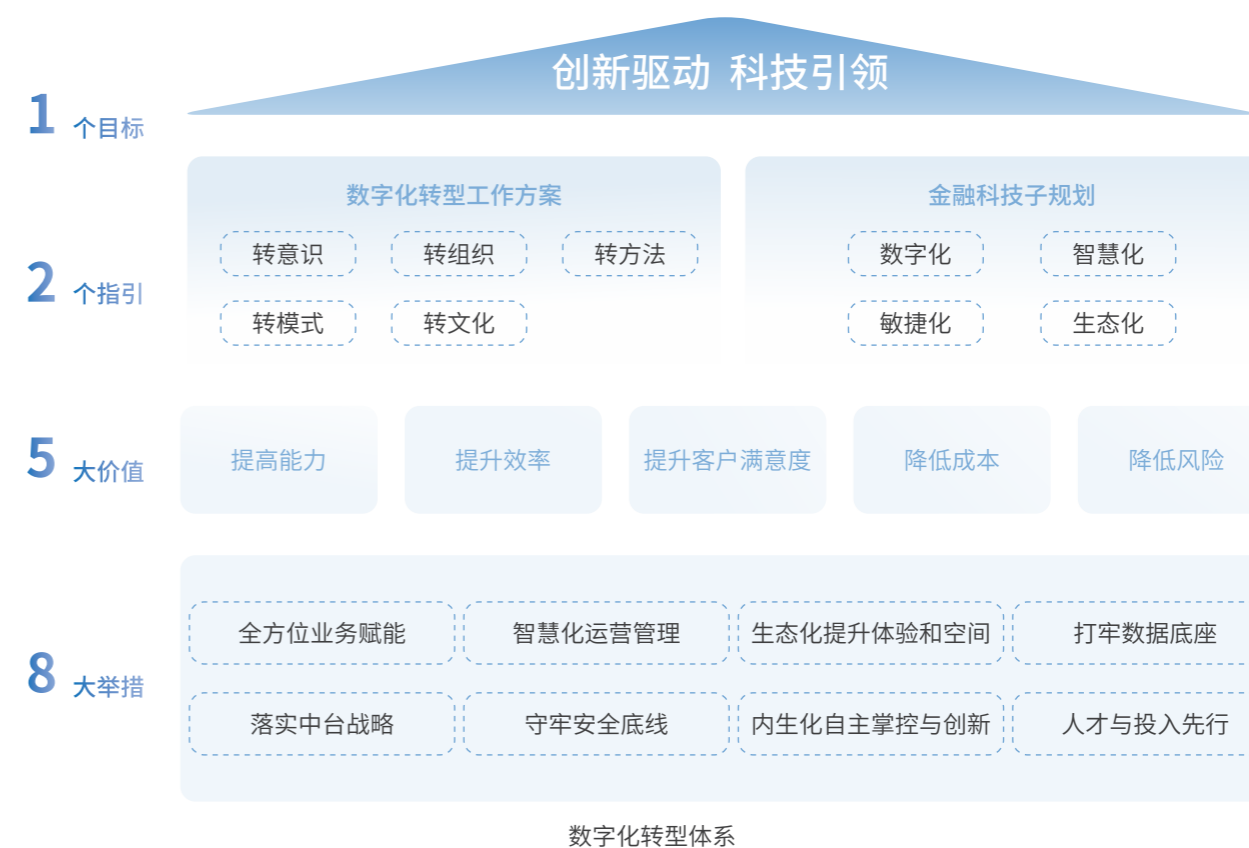 创新驱动 科技引领
1 个目标
数字化转型工作方案
金融科技子规划
转意识 转组织 转方法
数字化 智慧化
2 个指引
转模式 转文化
敏捷化 生态化
5 大价值
提高能力 提升效率 提升客户满意度 降低成本 降低风险
全方位业务赋能 智慧化运营管理 生态化提升体验和空间 打牢数据底座
8 大举措
落实中台战略 守牢安全底线 内生化自主掌控与创新 人才与投入先行
数字化转型体系